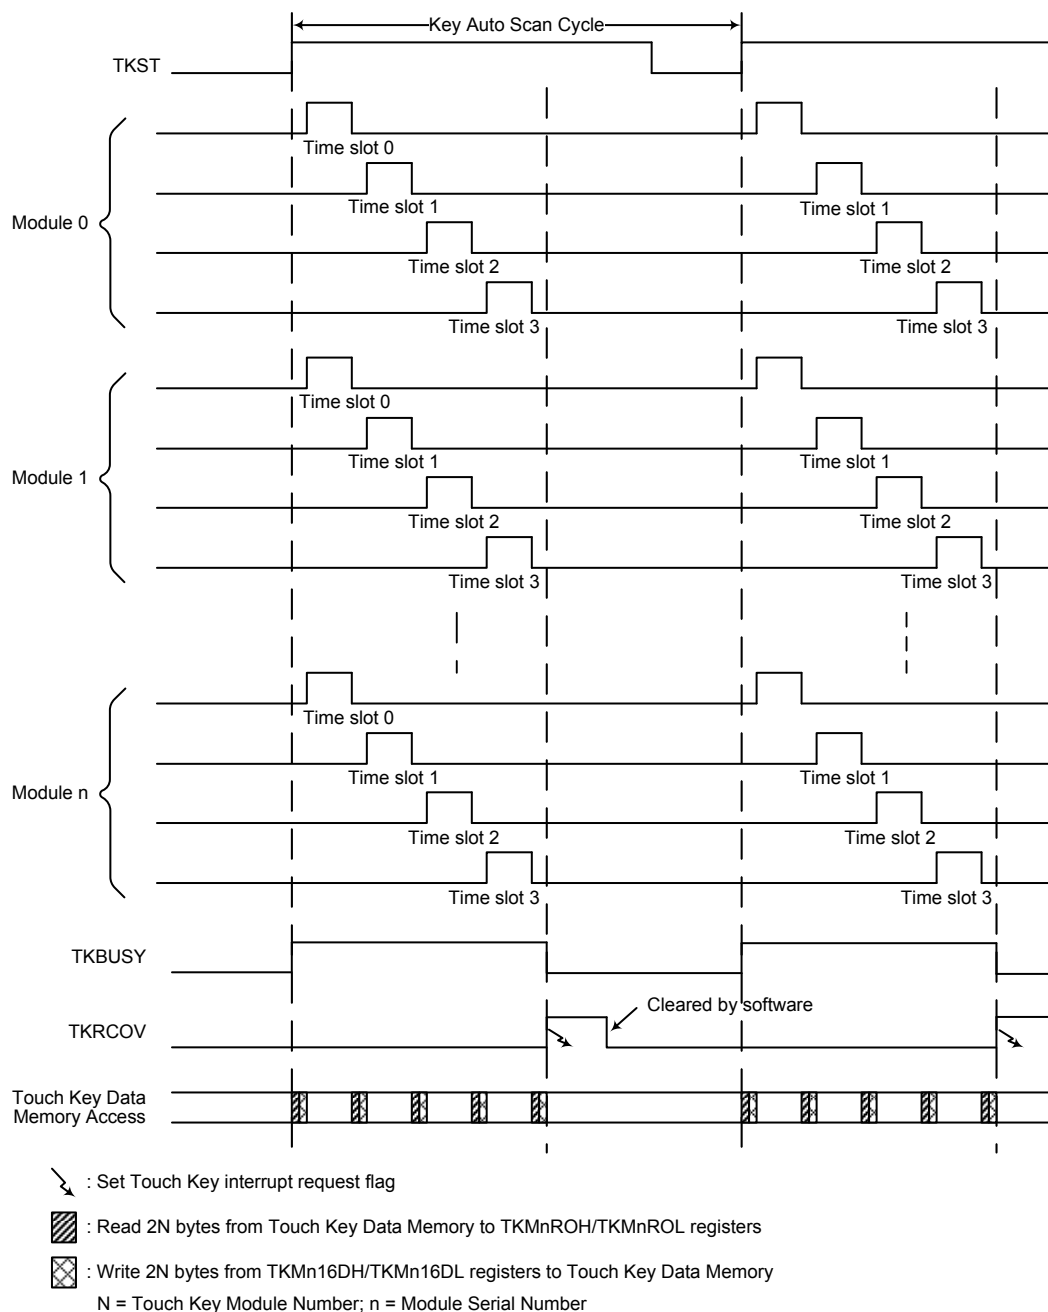 Key Auto Scan Cycle
TKST
Time slot 0
Time slot 1
Time slot 1
Module 0
Time slot 2
Time slot 2
Time slot 3
Time slot 3
Time slot 0
Time slot 1
Time slot 1
Module 1
Time slot 2
Time slot 2
Time slot 3
Time slot 3
Time slot 0
Time slot 1
Time slot 1
Module n
Time slot 2
Time slot 2
Time slot 3
Time slot 3
TKBUSY
Cleared by software
TKRCOV
Touch Key Data
Memory Access
: Set Touch Key interrupt request flag
: Read 2N bytes from Touch Key Data Memory to TKMnROH/TKMnROL registers
: Write 2N bytes from TKMn16DH/TKMn16DL registers to Touch Key Data Memory
N = Touch Key Module Number; n = Module Serial Number